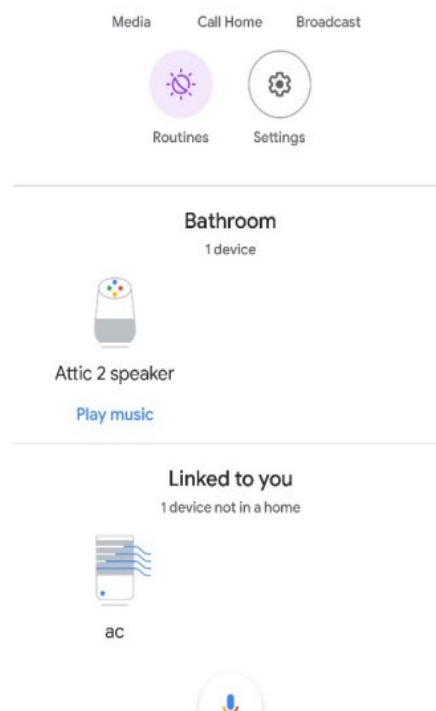 Media Call Home Broadcast
Routines Settings
Bathroom
1 device
Attic 2 speaker
Play music
Linked to you
1 device not in a home
ac